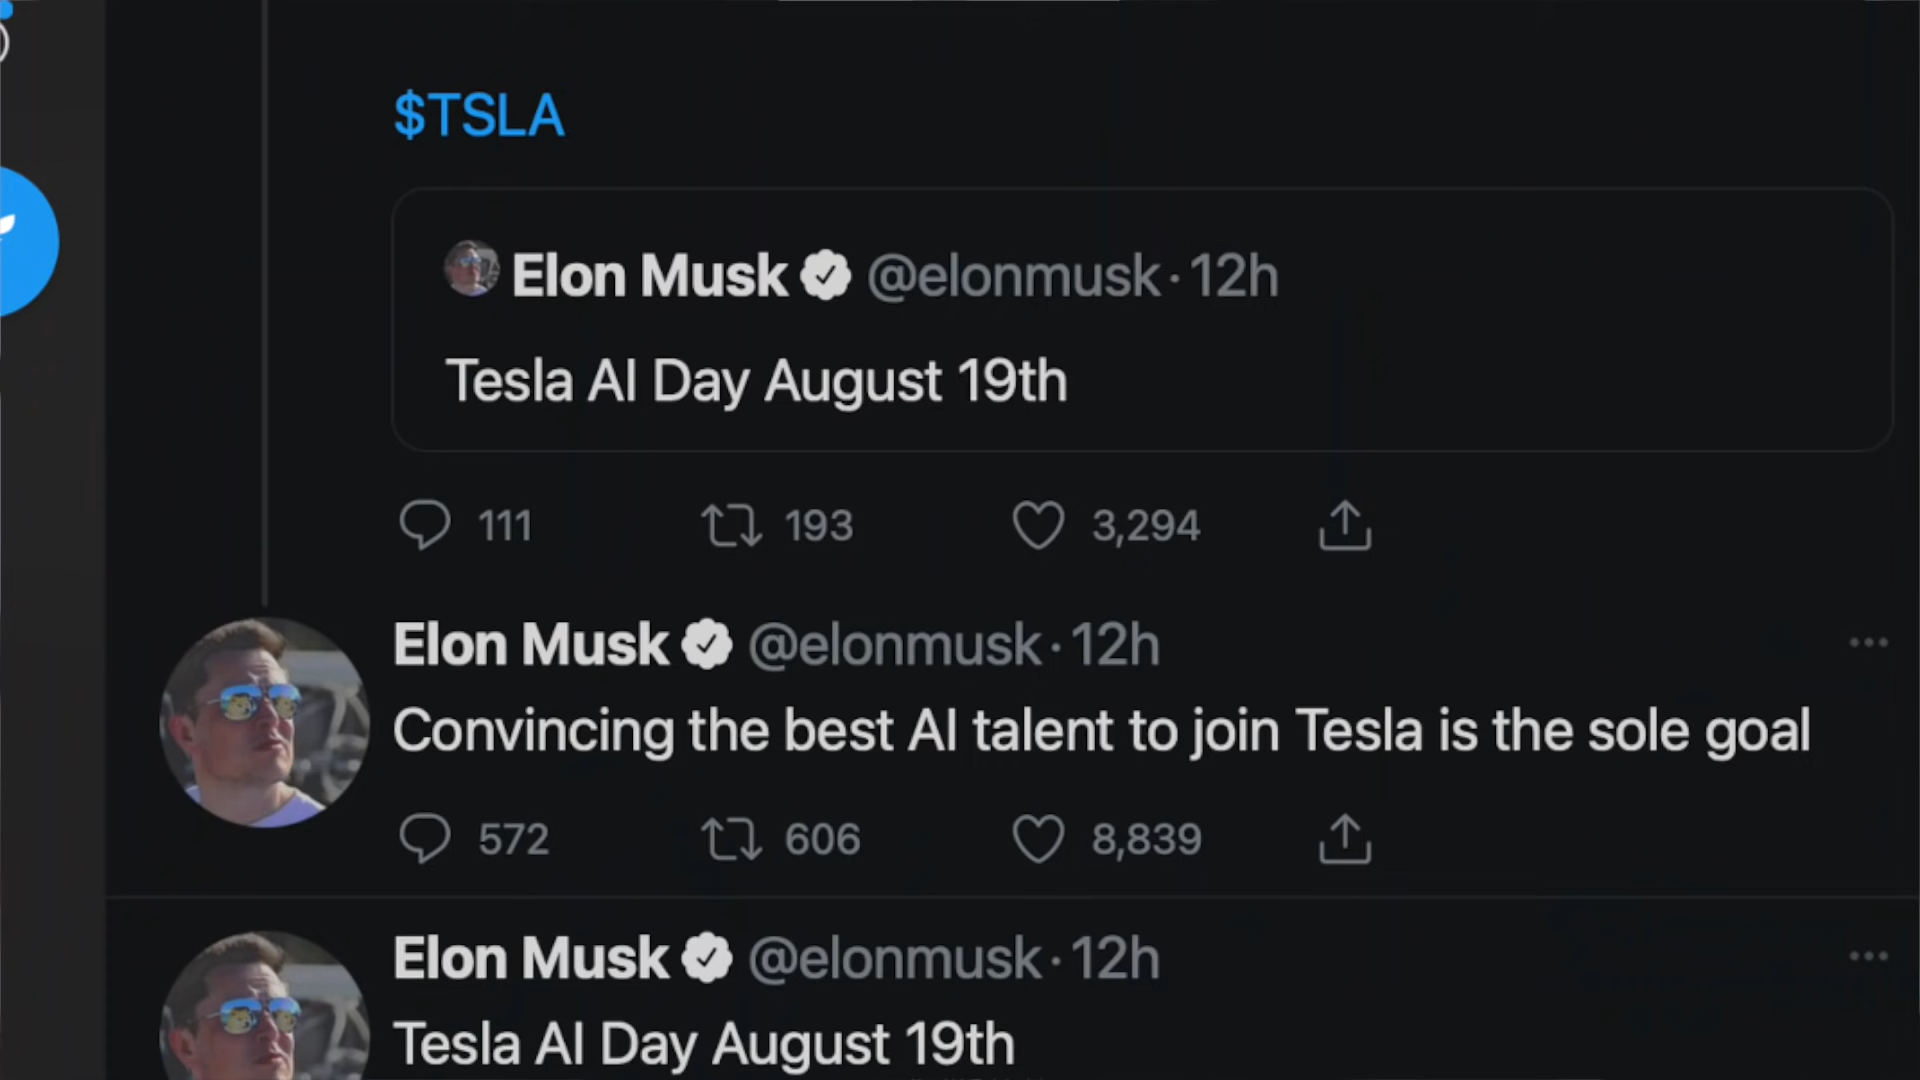 $TSLA
Elon Musk @elonmusk · 12h
Tesla AI Day August 19th
111 193 3,294
Elon Musk @elonmusk · 12h
Convincing the best AI talent to join Tesla is the sole goal
572 606 8,839
Elon Musk @elonmusk · 12h
Tesla AI Day August 19th